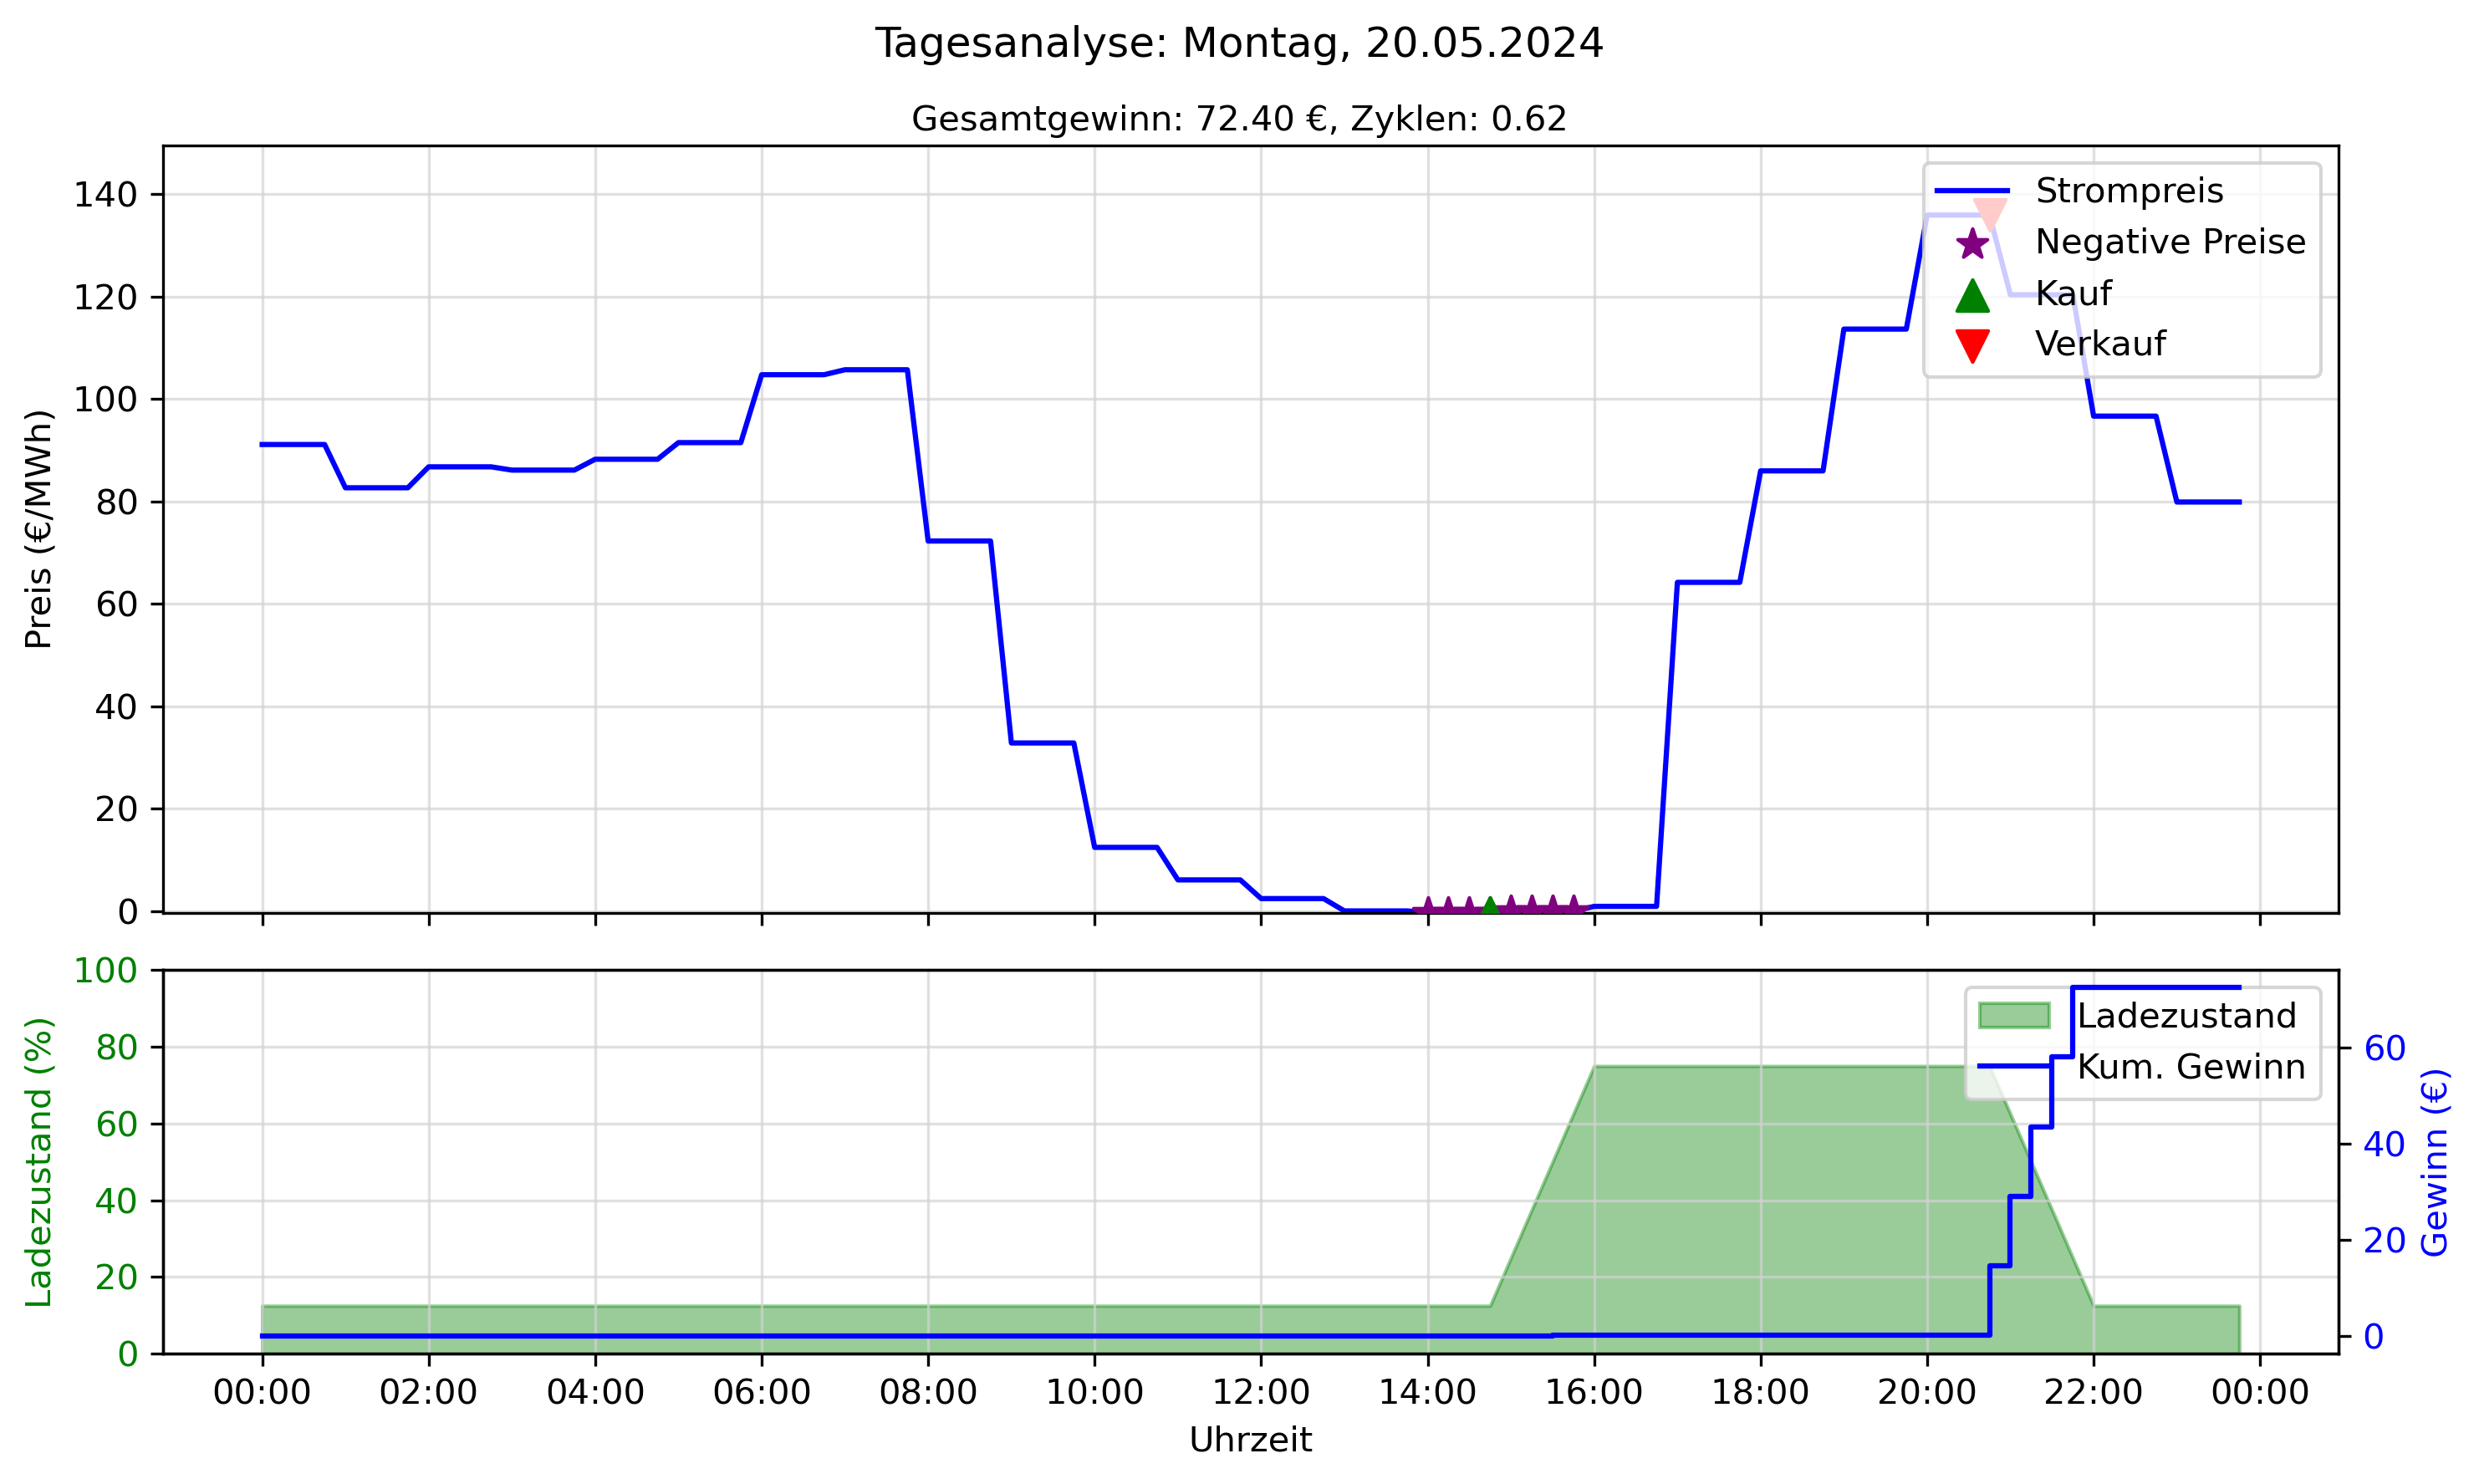 Tagesanalyse: Montag, 20.05.2024
Gesamtgewinn: 72.40 €, Zyklen: 0.62
Preis (€/MWh)
140
120
100
80
60
40
20
0
Strompreis
Negative Preise
Kauf
Verkauf
Ladezustand (%)
100
80
60
40
20
0
Ladezustand
Kum. Gewinn
60
40
20
0
Gewinn (€)
00:00 02:00 04:00 06:00 08:00 10:00 12:00 14:00 16:00 18:00 20:00 22:00 00:00
Uhrzeit